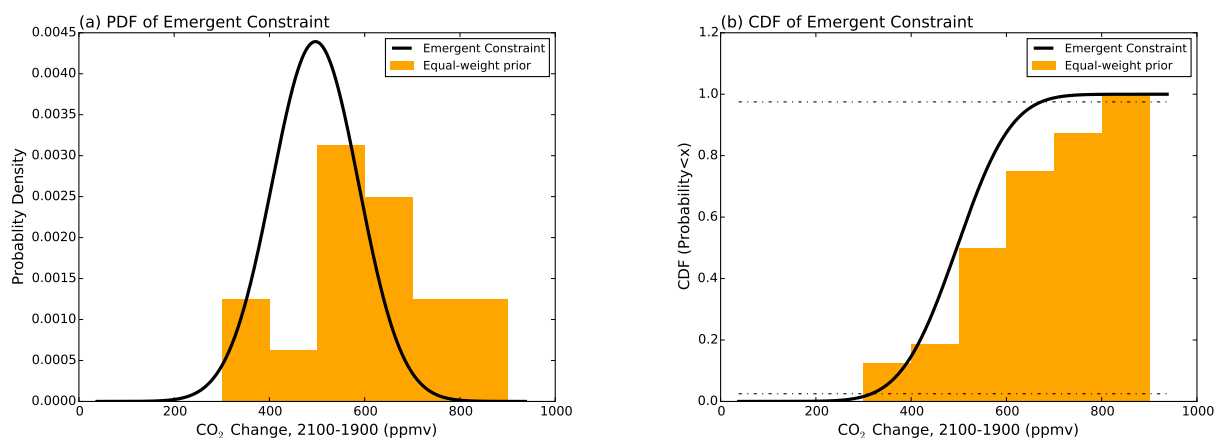 (a) PDF of Emergent Constraint
0.0045
0.0040
0.0035
0.0030
0.0025
0.0020
0.0015
0.0010
0.0005
0.0000
Probablity Density
Emergent Constraint
Equal-weight prior
0
200
400
600
800
1000
CO₂ Change, 2100-1900 (ppmv)
(b) CDF of Emergent Constraint
1.2
1.0
0.8
0.6
0.4
0.2
0.0
CDF (Probability<x)
Emergent Constraint
Equal-weight prior
0
200
400
600
800
1000
CO₂ Change, 2100-1900 (ppmv)